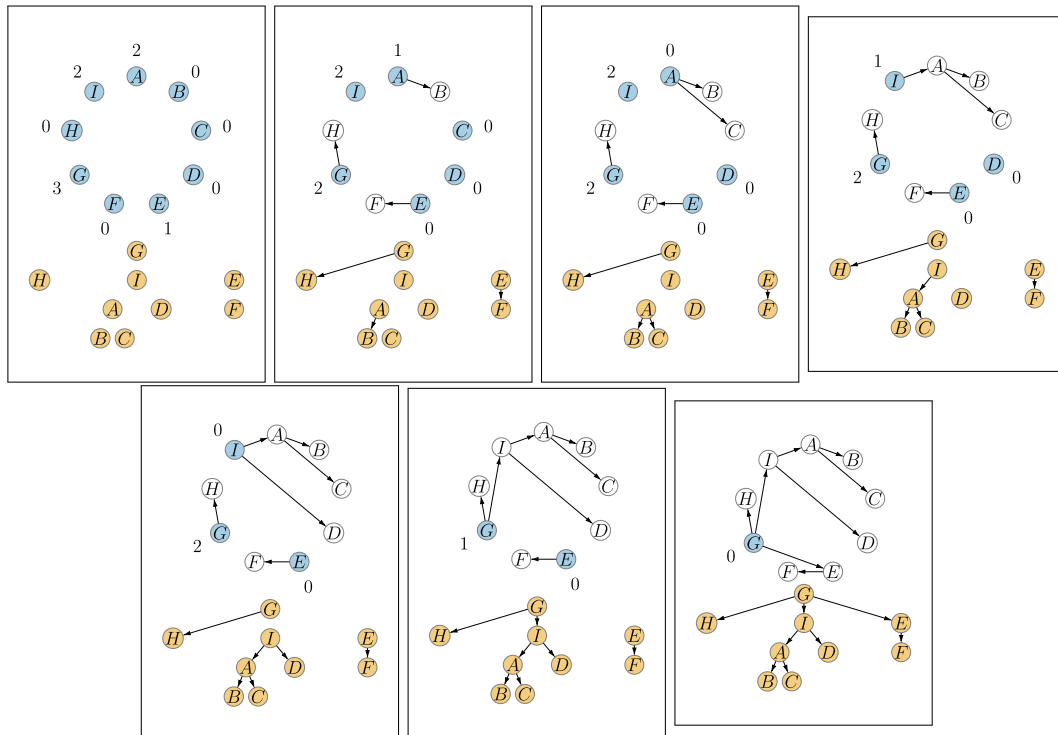 2
2 A 0
I B
0 H C 0
3 G D 0
F E
0 1
G
H I E
A D F
B C
1
2 A
I B
H C 0
2 G D 0
F E
0
G
H I E
A D F
B C
0
2 A
I B
H C
2 G D 0
F E
0
G
H I E
A D F
B C
1 A
I B
H C
2 G D 0
F E
0
G
H I E
A D F
B C
0 A
I B
H C
2 G D
F E
0
G
H I E
A D F
B C
A
I B
H C
1 G D
F E
0
G
H I E
A D F
B C
A
I B
H C
0 G D
F E
G
H I E
A D F
B C